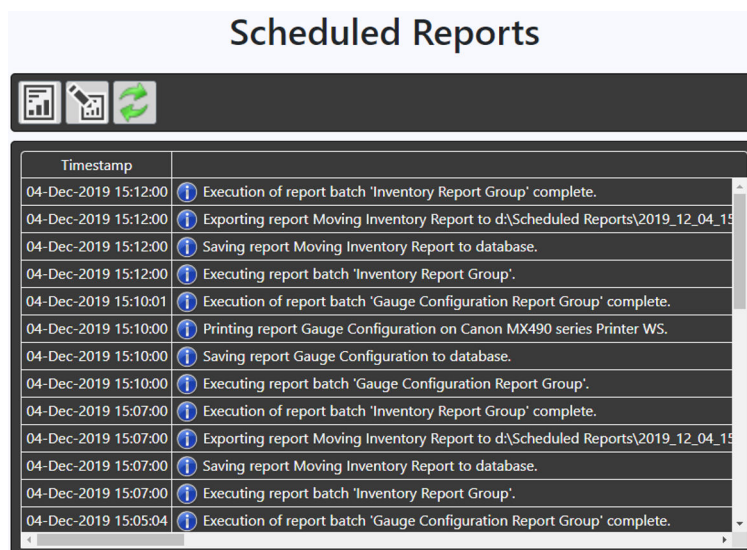 Scheduled Reports
Timestamp
04-Dec-2019 15:12:00 Execution of report batch 'Inventory Report Group' complete.
04-Dec-2019 15:12:00 Exporting report Moving Inventory Report to d:\Scheduled Reports\2019_12_04_15
04-Dec-2019 15:12:00 Saving report Moving Inventory Report to database.
04-Dec-2019 15:12:00 Executing report batch 'Inventory Report Group'.
04-Dec-2019 15:10:01 Execution of report batch 'Gauge Configuration Report Group' complete.
04-Dec-2019 15:10:00 Printing report Gauge Configuration on Canon MX490 series Printer WS.
04-Dec-2019 15:10:00 Saving report Gauge Configuration to database.
04-Dec-2019 15:10:00 Executing report batch 'Gauge Configuration Report Group'.
04-Dec-2019 15:07:00 Execution of report batch 'Inventory Report Group' complete.
04-Dec-2019 15:07:00 Exporting report Moving Inventory Report to d:\Scheduled Reports\2019_12_04_15
04-Dec-2019 15:07:00 Saving report Moving Inventory Report to database.
04-Dec-2019 15:07:00 Executing report batch 'Inventory Report Group'.
04-Dec-2019 15:05:04 Execution of report batch 'Gauge Configuration Report Group' complete.